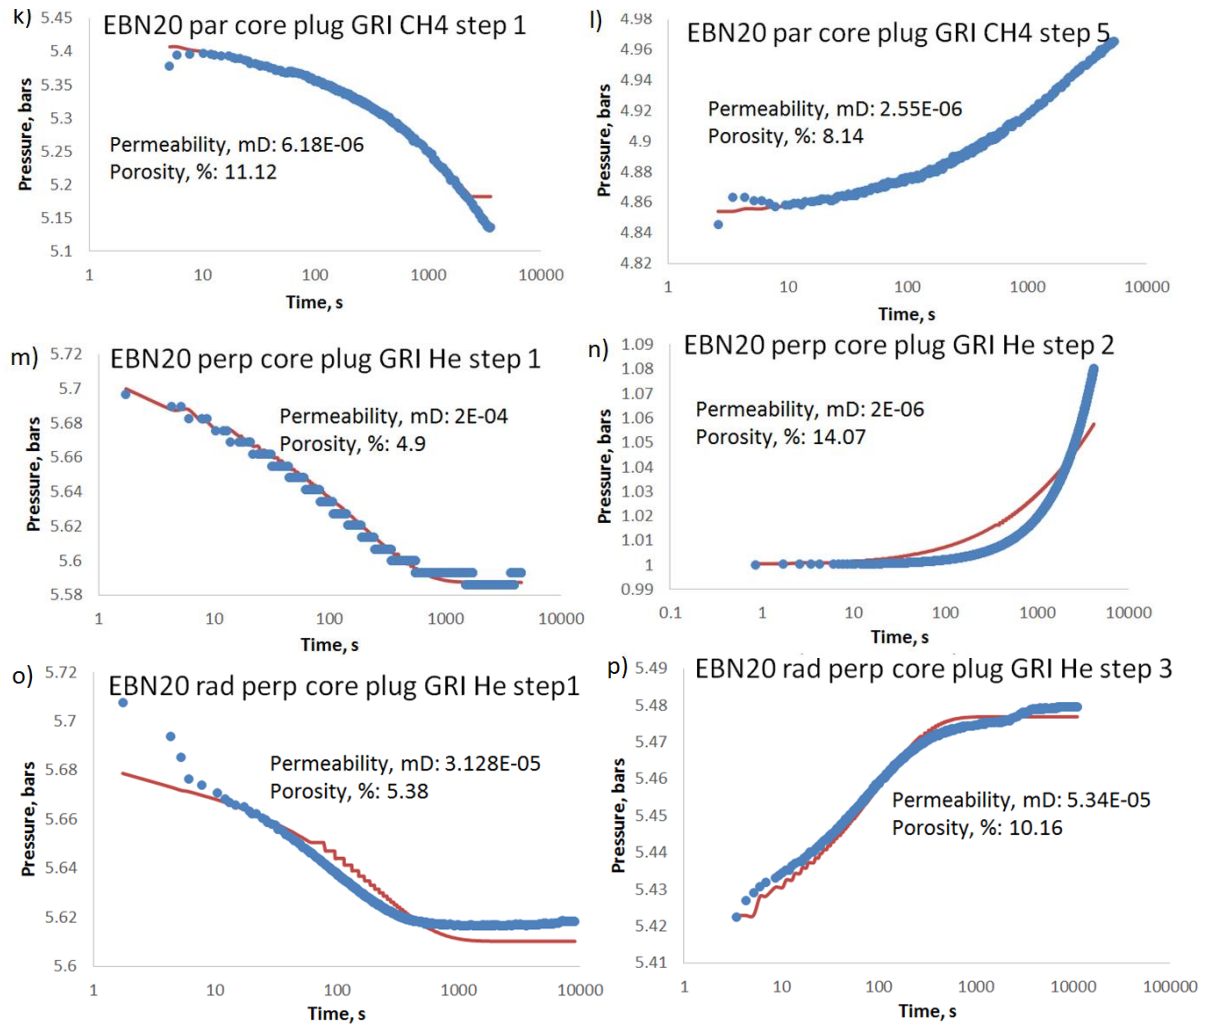 k)
EBN20 par core plug GRI CH4 step 1
5.45
5.4
5.35
5.3
5.25
5.2
5.15
5.1
Pressure, bars
Permeability, mD: 6.18E-06
Porosity, %: 11.12
1
10
100
1000
10000
Time, s
l)
EBN20 par core plug GRI CH4 step 5
4.98
4.96
4.94
4.92
4.9
4.88
4.86
4.84
4.82
Pressure, bars
Permeability, mD: 2.55E-06
Porosity, %: 8.14
1
10
100
1000
10000
Time, s
m)
EBN20 perp core plug GRI He step 1
5.72
5.7
5.68
5.66
5.64
5.62
5.6
5.58
Pressure, bars
Permeability, mD: 2E-04
Porosity, %: 4.9
1
10
100
1000
10000
Time, s
n)
EBN20 perp core plug GRI He step 2
1.09
1.08
1.07
1.06
1.05
1.04
1.03
1.02
1.01
1
0.99
Pressure, bars
Permeability, mD: 2E-06
Porosity, %: 14.07
0.1
1
10
100
1000
10000
Time, s
o)
EBN20 rad perp core plug GRI He step1
5.72
5.7
5.68
5.66
5.64
5.62
5.6
Pressure, bars
Permeability, mD: 3.128E-05
Porosity, %: 5.38
1
10
100
1000
10000
Time, s
p)
EBN20 rad perp core plug GRI He step 3
5.49
5.48
5.47
5.46
5.45
5.44
5.43
5.42
5.41
Pressure, bars
Permeability, mD: 5.34E-05
Porosity, %: 10.16
1
10
100
1000
10000
100000
Time, s